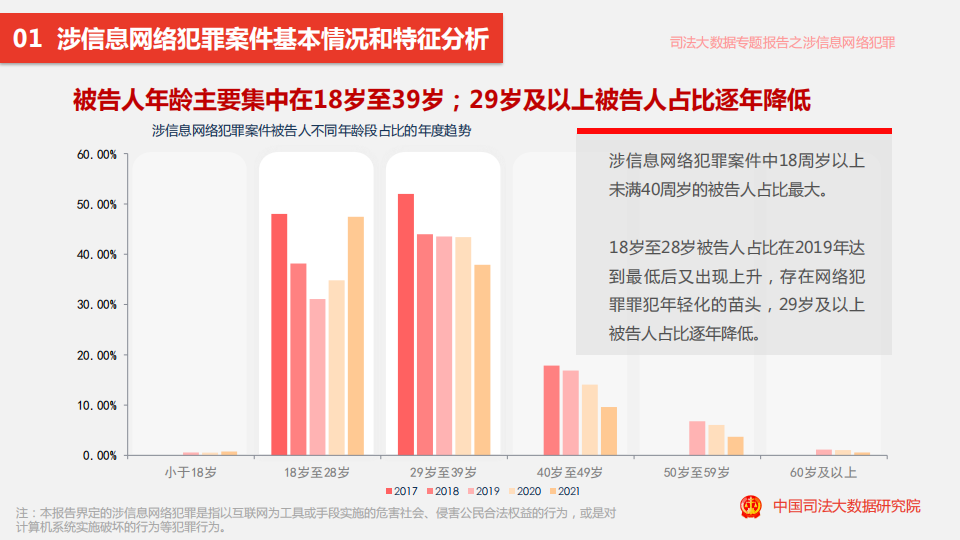 01 涉信息网络犯罪案件基本情况和特征分析
司法大数据专题报告之涉信息网络犯罪
被告人年龄主要集中在18岁至39岁；29岁及以上被告人占比逐年降低
涉信息网络犯罪案件被告人不同年龄段占比的年度趋势
60.00%
50.00%
40.00%
30.00%
20.00%
10.00%
0.00%
小于18岁
18岁至28岁
29岁至39岁
40岁至49岁
50岁至59岁
60岁及以上
2017 2018 2019 2020 2021
涉信息网络犯罪案件中18周岁以上
未满40周岁的被告人占比最大。
18岁至28岁被告人占比在2019年达
到最低后又出现上升，存在网络犯
罪罪犯年轻化的苗头，29岁及以上
被告人占比逐年降低。
注：本报告界定的涉信息网络犯罪是指以互联网为工具或手段实施的危害社会、侵害公民合法权益的行为，或是对
计算机系统实施破坏的行为等犯罪行为。
中国司法大数据研究院